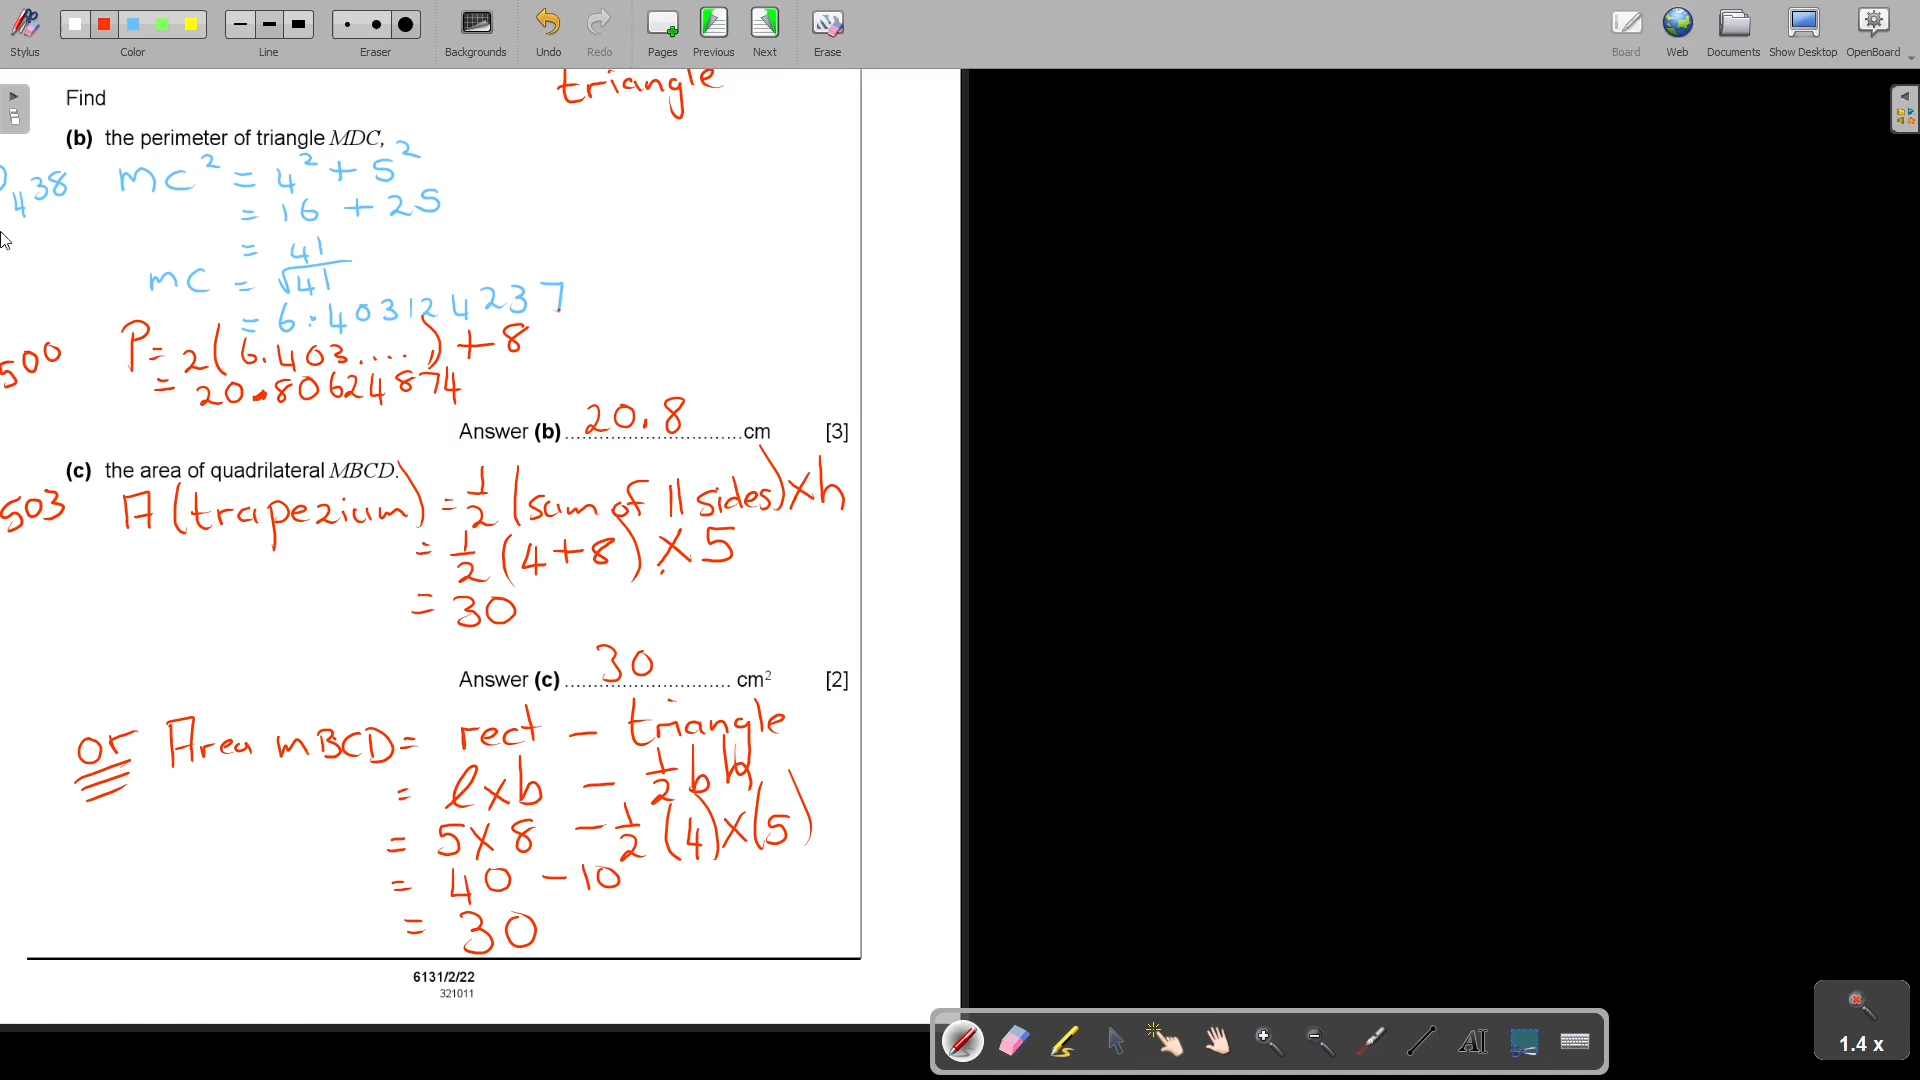 Stylus Color Line Eraser Backgrounds Undo Redo Pages Previous Next Erase Board Web Documents Show Desktop OpenBoard
triangle
Find
(b) the perimeter of triangle MDC,
438 mc² = 4² + 5²
= 16 + 25
= 41
mc = √41
= 6.403124237
500 P = 2(6.403....) + 8
= 20.80624874
Answer (b) 20.8 cm [3]
(c) the area of quadrilateral MBCD.
503 A (trapezium) = 1/2 (sum of || sides) × h
= 1/2 (4+8) × 5
= 30
Answer (c) 30 cm² [2]
or Area mBCD = rect - triangle
= l×b - 1/2 b h
= 5×8 - 1/2 (4)×(5)
= 40 - 10
= 30
6131/2/22
321011
1.4 x